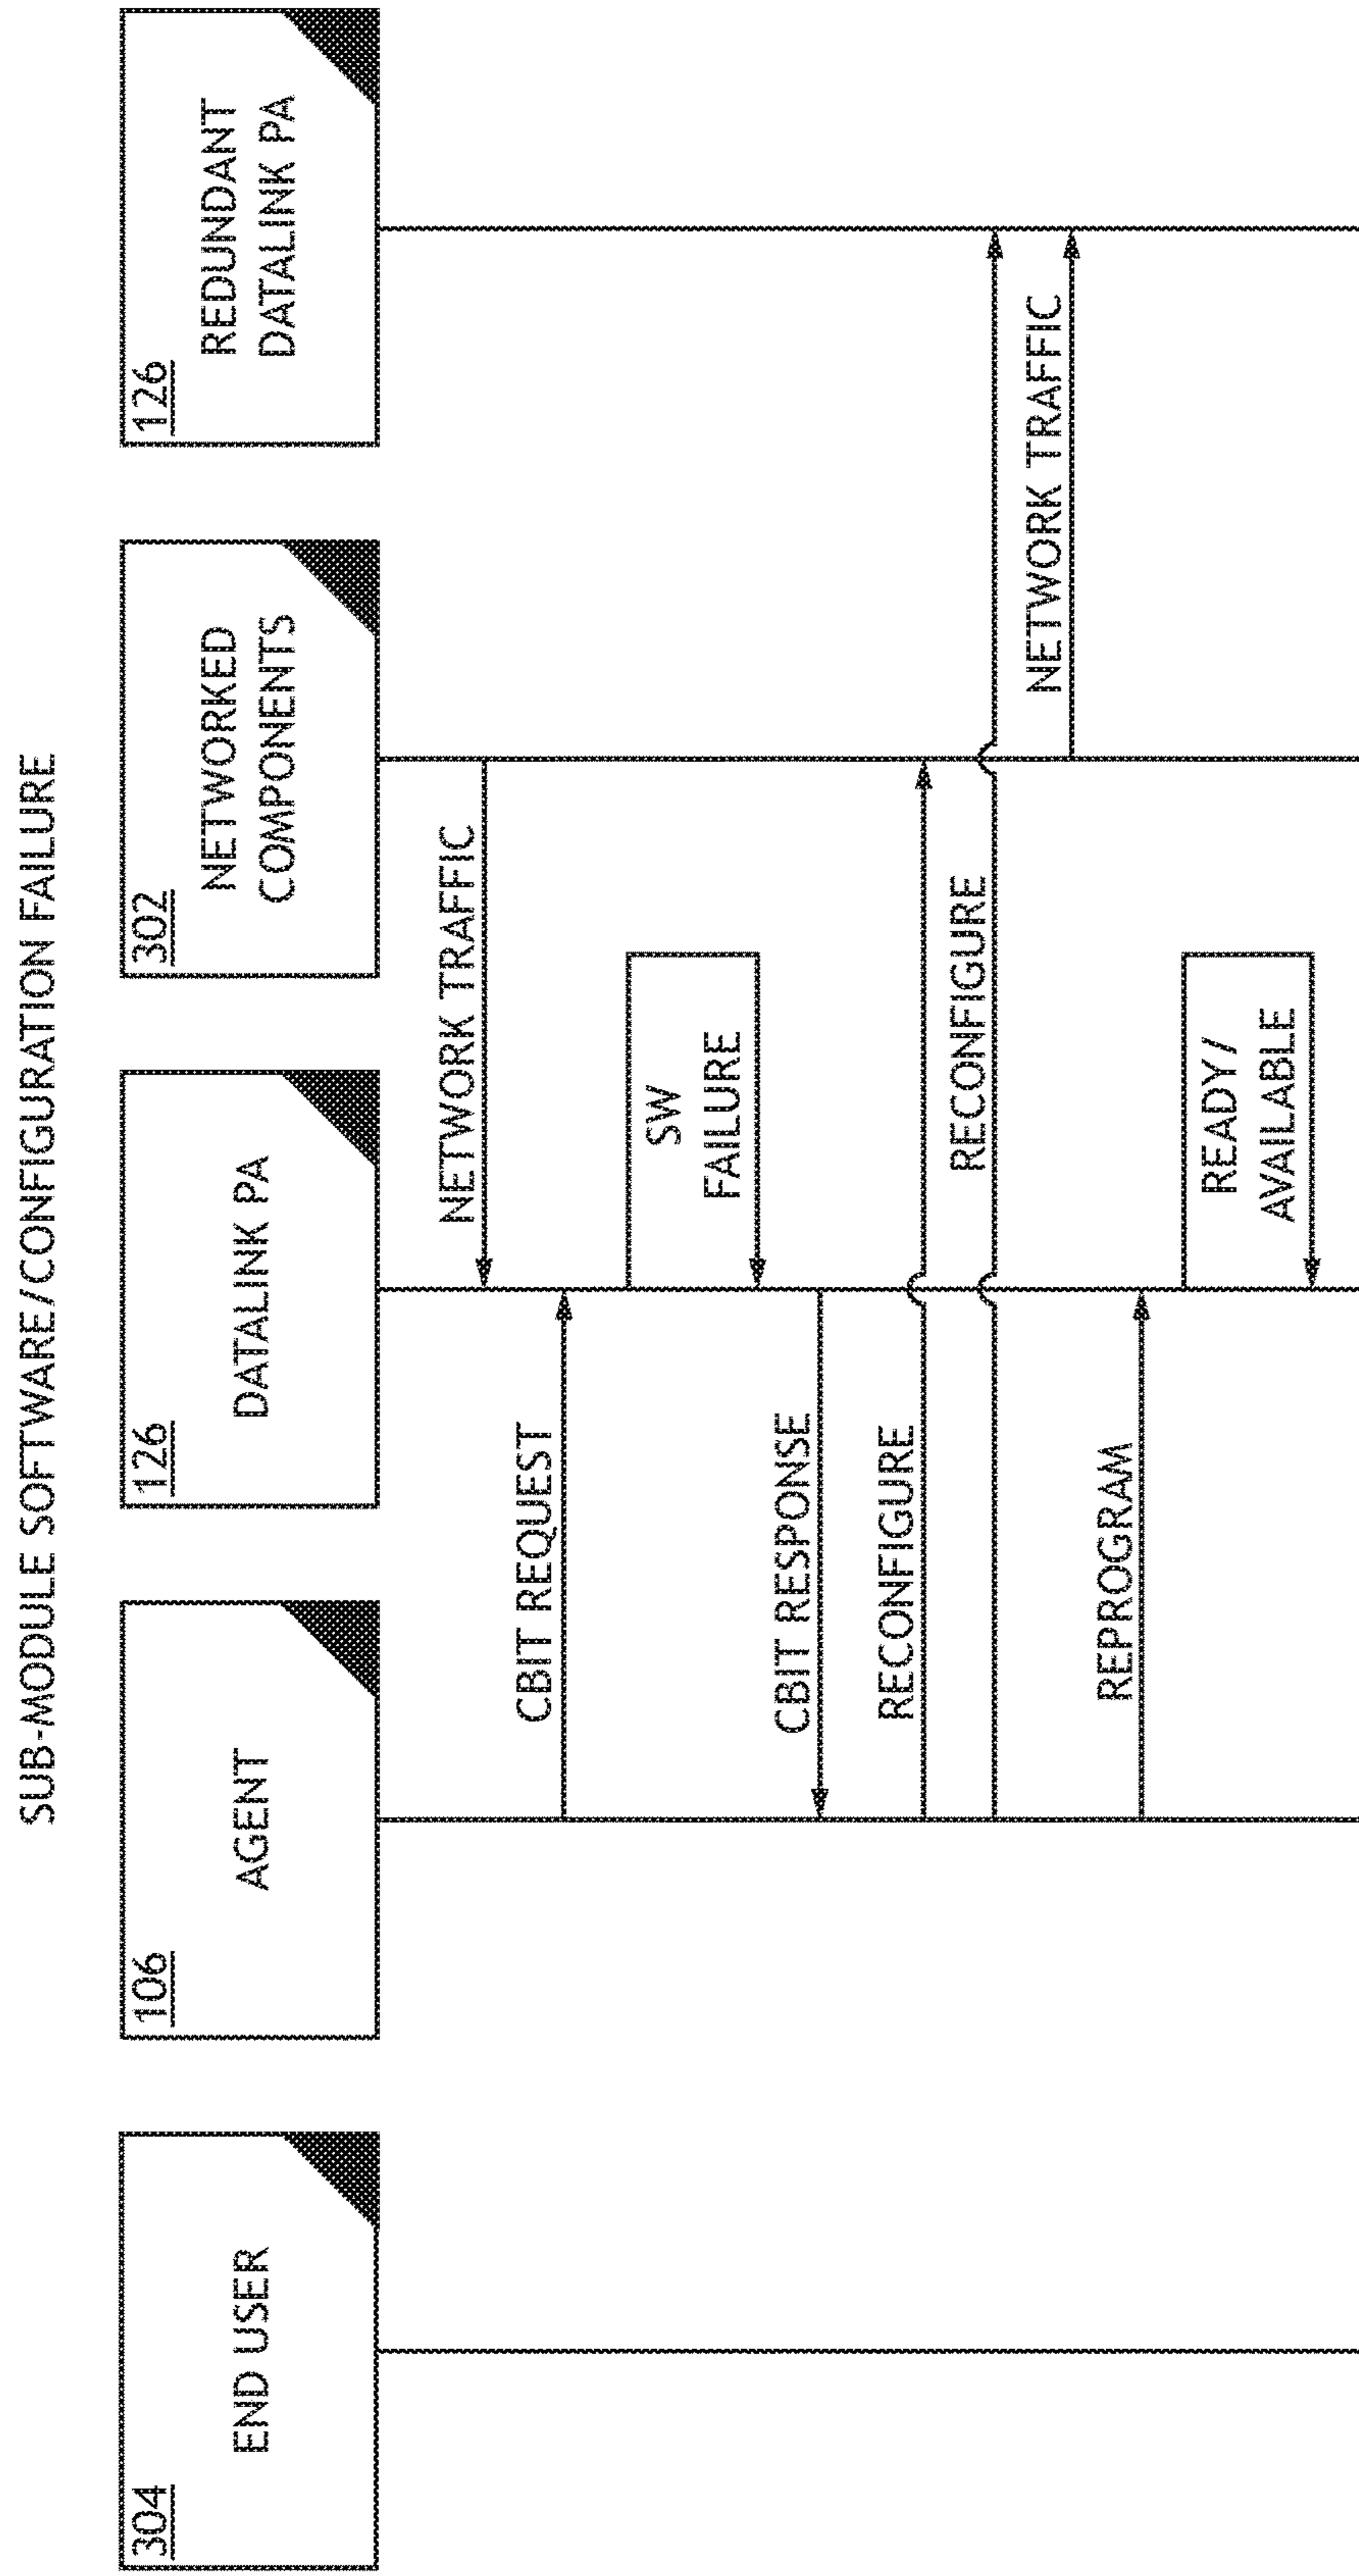 SUB-MODULE SOFTWARE/CONFIGURATION FAILURE
304
END USER
106
AGENT
126
DATALINK PA
302
NETWORKED
COMPONENTS
126
REDUNDANT
DATALINK PA
NETWORK TRAFFIC
CBIT REQUEST
SW
FAILURE
CBIT RESPONSE
RECONFIGURE
RECONFIGURE
NETWORK TRAFFIC
REPROGRAM
READY/
AVAILABLE